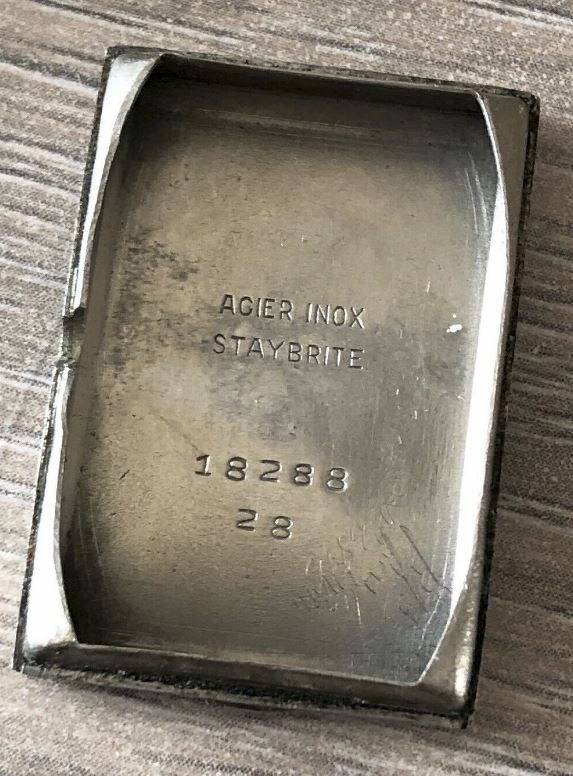 ACIER INOX
STAYBRITE
18288
28